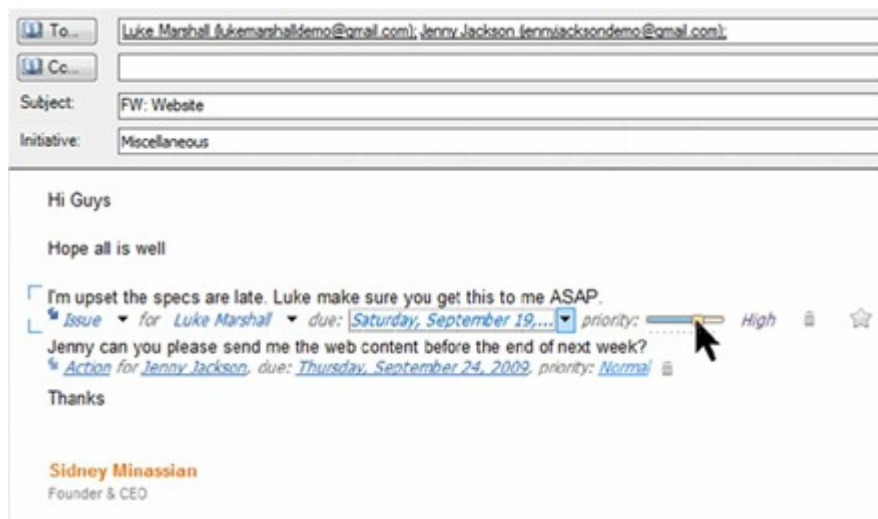 To...
Luke Marshall (lukemarshalldemo@gmail.com); Jenny Jackson (jennyjacksondemo@gmail.com);
Cc...
Subject:
FW: Website
Initiative:
Miscellaneous
Hi Guys
Hope all is well
I'm upset the specs are late. Luke make sure you get this to me ASAP.
Issue for Luke Marshall due: Saturday, September 19,... priority: High
Jenny can you please send me the web content before the end of next week?
Action for Jenny Jackson, due: Thursday, September 24, 2009, priority: Normal
Thanks
Sidney Minassian
Founder & CEO